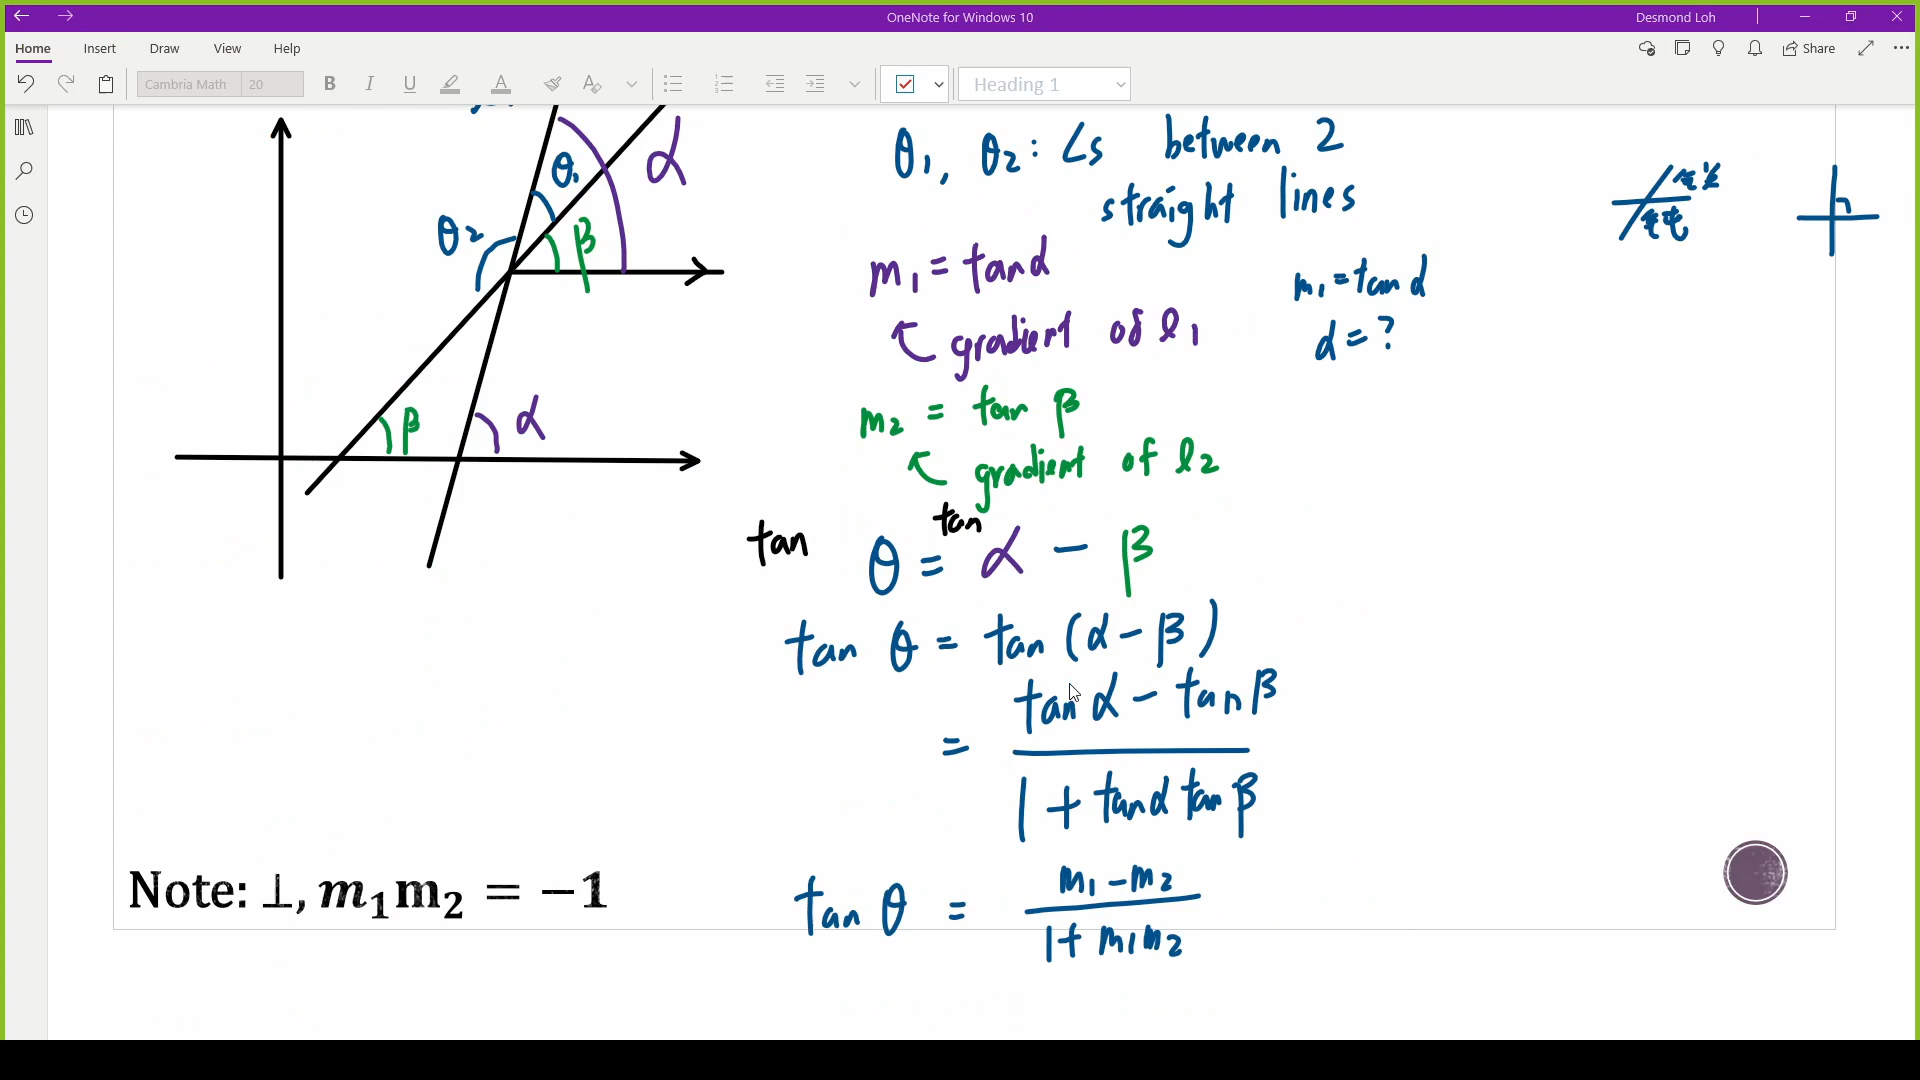 OneNote for Windows 10
Desmond Loh
Home Insert Draw View Help
Share
Cambria Math 20
B I U A
Heading 1
θ₁, θ₂: ∠s between 2
straight lines
θ₁
α
θ₂
β
m₁ = tan α
gradient of l₁
m₁ = tan α
α = ?
m₂ = tan β
gradient of l₂
β
α
tan θ = tan α - β
tan θ = tan (α - β)
tan α - tan β
=
1 + tan α tan β
Note: ⊥, m₁m₂ = −1
tan θ =
m₁ - m₂
1 + m₁m₂